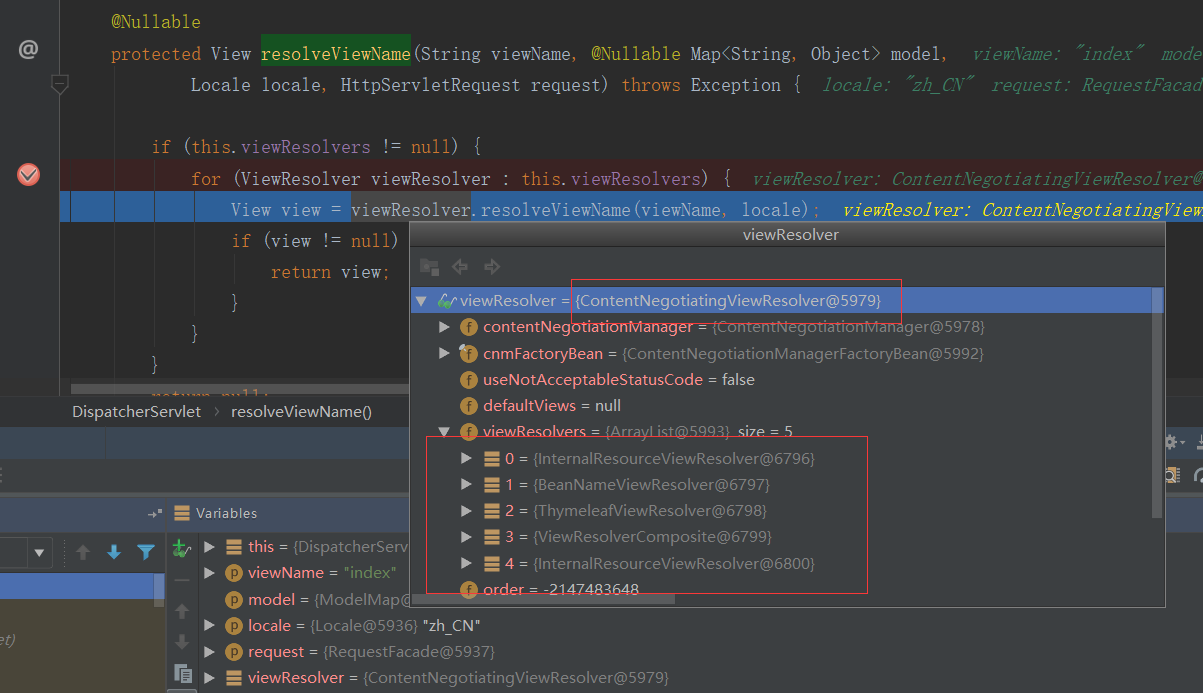 @Nullable
@
protected View resolveViewName(String viewName, @Nullable Map<String, Object> model,   viewName: "index"  mode
Locale locale, HttpServletRequest request) throws Exception {   locale: "zh_CN"  request: RequestFacad
if (this.viewResolvers != null) {
for (ViewResolver viewResolver : this.viewResolvers) {   viewResolver: ContentNegotiatingViewResolver@
View view = viewResolver.resolveViewName(viewName, locale);   viewResolver: ContentNegotiatingView
if (view != null)
return view;
}
}
}
return null;
DispatcherServlet › resolveViewName()
viewResolver
viewResolver = {ContentNegotiatingViewResolver@5979}
f contentNegotiationManager = {ContentNegotiationManager@5978}
f cnmFactoryBean = {ContentNegotiationManagerFactoryBean@5992}
f useNotAcceptableStatusCode = false
f defaultViews = null
f viewResolvers = {ArrayList@5993} size = 5
0 = {InternalResourceViewResolver@6796}
1 = {BeanNameViewResolver@6797}
2 = {ThymeleafViewResolver@6798}
3 = {ViewResolverComposite@6799}
4 = {InternalResourceViewResolver@6800}
f order = -2147483648
Variables
this = {DispatcherServ
p viewName = "index"
p model = {ModelMap@
p locale = {Locale@5936} "zh_CN"
p request = {RequestFacade@5937}
viewResolver = {ContentNegotiatingViewResolver@5979}
et)